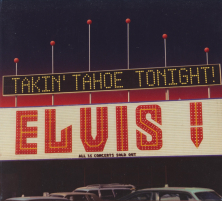 TAKIN' TAHOE TONIGHT!
ELVIS!
ALL 12 CONCERTS SOLD OUT